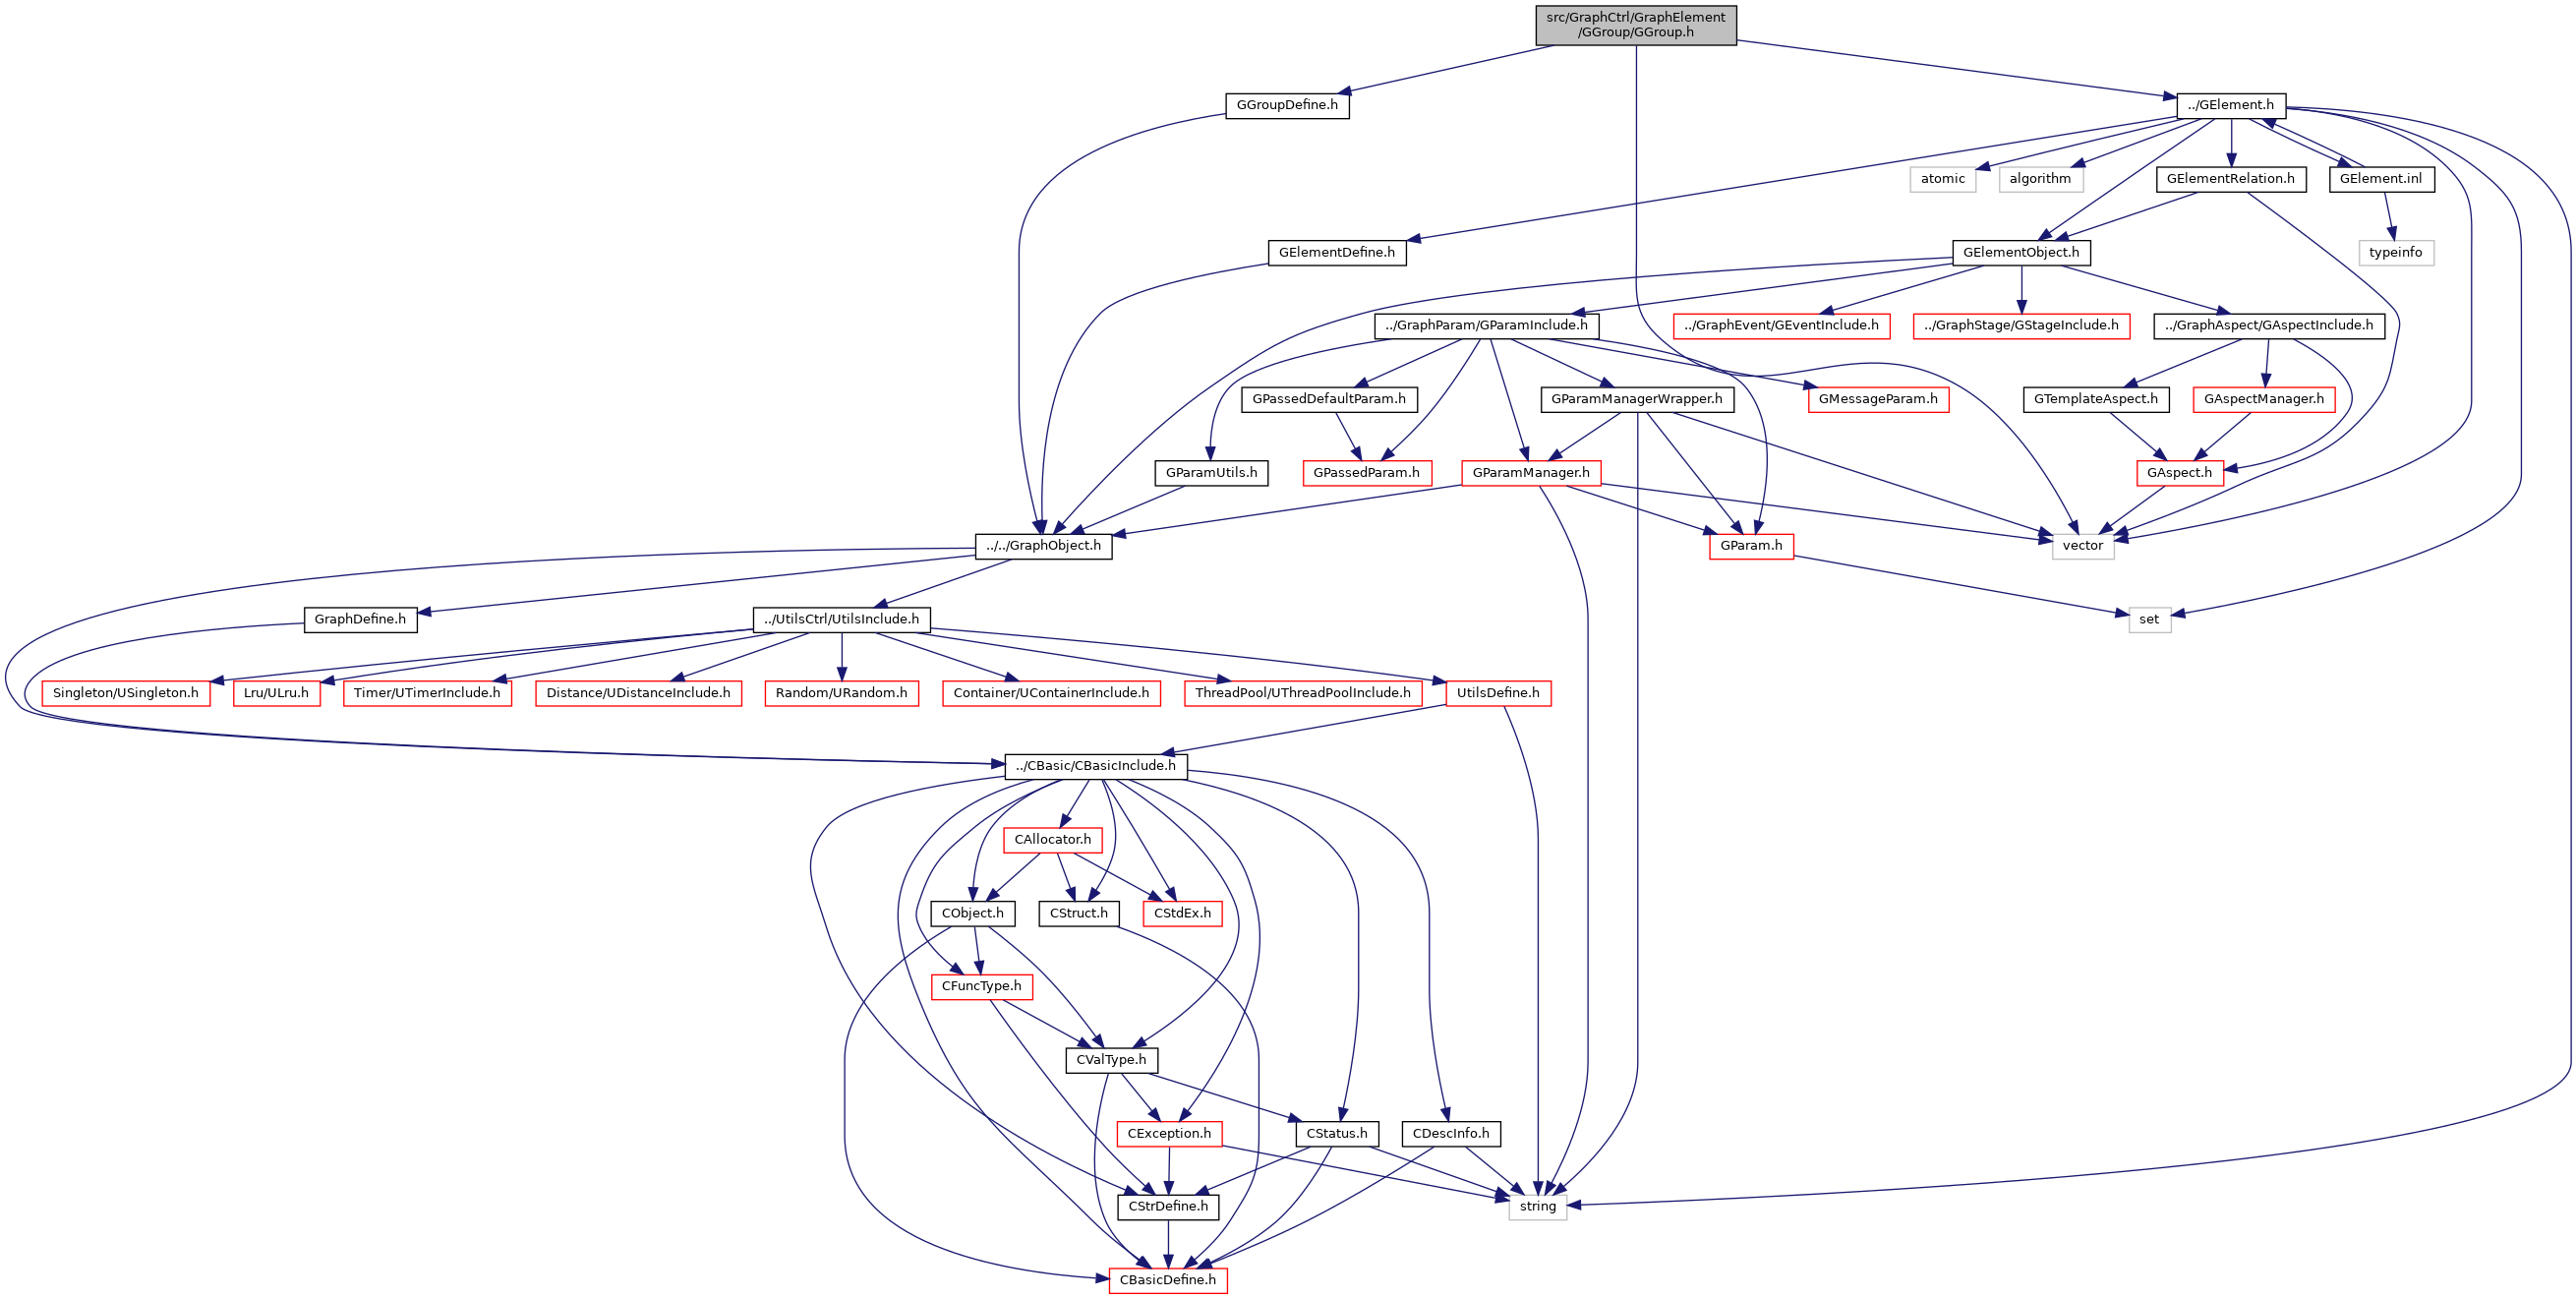 src/GraphCtrl/GraphElement
/GGroup/GGroup.h
GGroupDefine.h
../GElement.h
atomic
algorithm
GElementRelation.h
GElement.inl
GElementDefine.h
GElementObject.h
typeinfo
../GraphParam/GParamInclude.h
../GraphEvent/GEventInclude.h
../GraphStage/GStageInclude.h
../GraphAspect/GAspectInclude.h
GPassedDefaultParam.h
GParamManagerWrapper.h
GMessageParam.h
GTemplateAspect.h
GAspectManager.h
GParamUtils.h
GPassedParam.h
GParamManager.h
GAspect.h
../../GraphObject.h
GParam.h
vector
GraphDefine.h
../UtilsCtrl/UtilsInclude.h
set
Singleton/USingleton.h
Lru/ULru.h
Timer/UTimerInclude.h
Distance/UDistanceInclude.h
Random/URandom.h
Container/UContainerInclude.h
ThreadPool/UThreadPoolInclude.h
UtilsDefine.h
../CBasic/CBasicInclude.h
CAllocator.h
CObject.h
CStruct.h
CStdEx.h
CFuncType.h
CValType.h
CException.h
CStatus.h
CDescInfo.h
CStrDefine.h
string
CBasicDefine.h